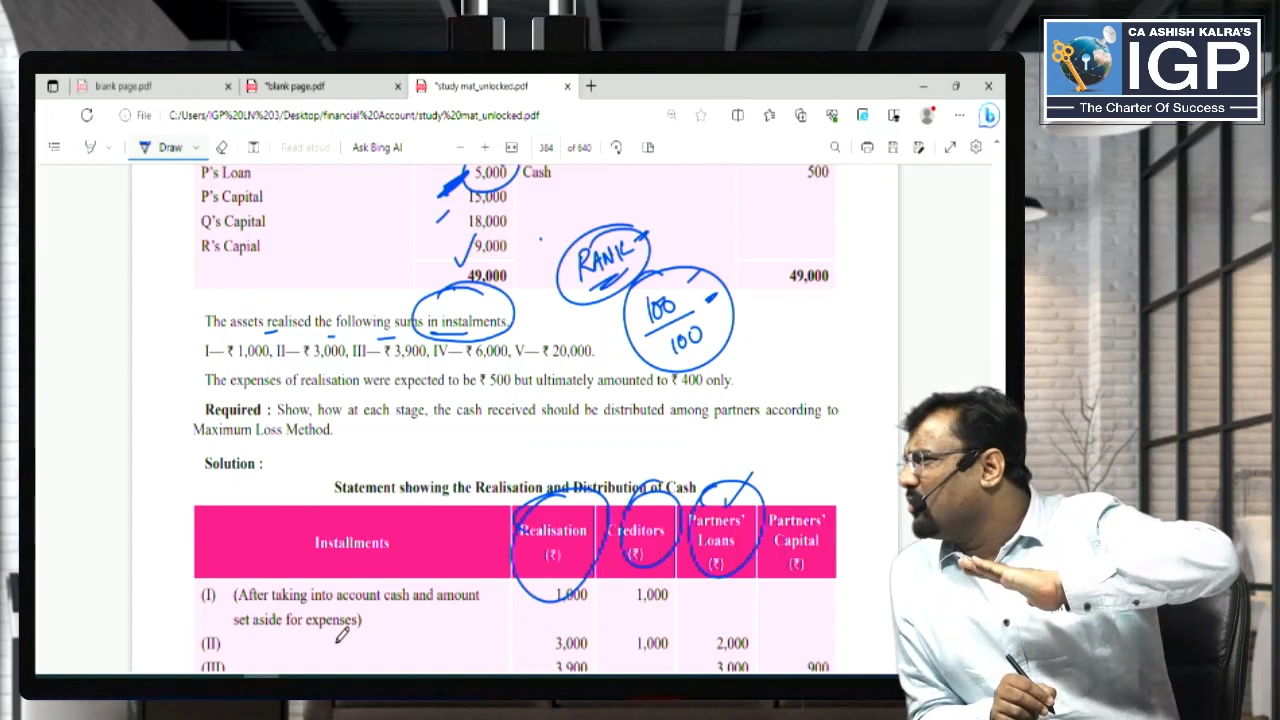 CA ASHISH KALRA'S
IGP
The Charter Of Success
blank page.pdf
*blank page.pdf
*study mat_unlocked.pdf
File C:/Users/IGP%20LN%203/Desktop/financial%20Account/study%20mat_unlocked.pdf
Draw
Read aloud
Ask Bing AI
384 of 640
P's Loan 5,000 Cash 500
P's Capital 15,000
Q's Capital 18,000
R's Capial 9,000
49,000 49,000
RANK
100
100
The assets realised the following sums in instalments.
I— ₹ 1,000, II— ₹ 3,000, III— ₹ 3,900, IV— ₹ 6,000, V— ₹ 20,000.
The expenses of realisation were expected to be ₹ 500 but ultimately amounted to ₹ 400 only.
Required : Show, how at each stage, the cash received should be distributed among partners according to
Maximum Loss Method.
Solution :
Statement showing the Realisation and Distribution of Cash
Installments Realisation (₹) Creditors (₹) Partners' Loans (₹) Partners' Capital (₹)
(I) (After taking into account cash and amount set aside for expenses) 1,000 1,000
(II) 3,000 1,000 2,000
(III) 3,900 3,000 900